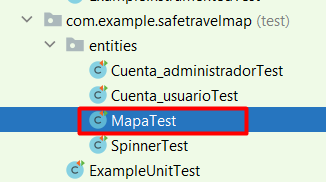 com.example.safetravelmap (test)
entities
Cuenta_administradorTest
Cuenta_usuarioTest
MapaTest
SpinnerTest
ExampleUnitTest